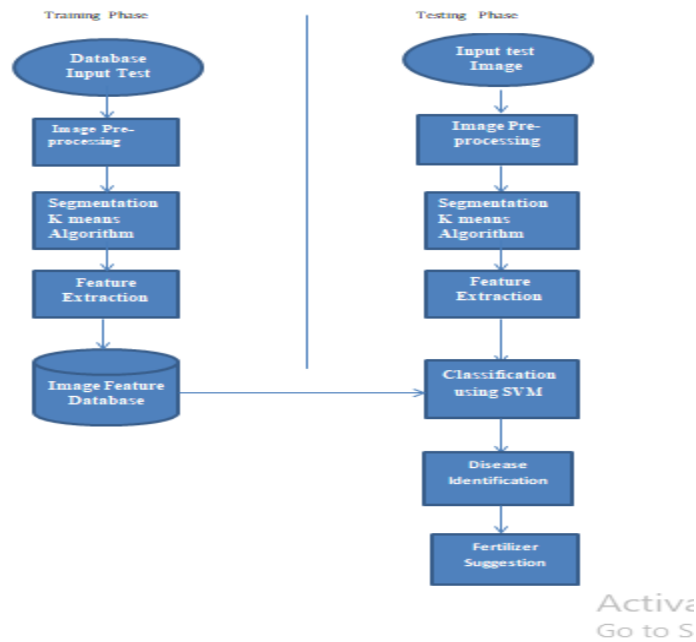 Training Phase
Database
Input Test
Image Pre-
processing
Segmentation
K means
Algorithm
Feature
Extraction
Image Feature
Database
Testing Phase
Input test
Image
Image Pre-
processing
Segmentation
K means
Algorithm
Feature
Extraction
Classification
using SVM
Disease
Identification
Fertilizer
Suggestion
Activa
Go to S